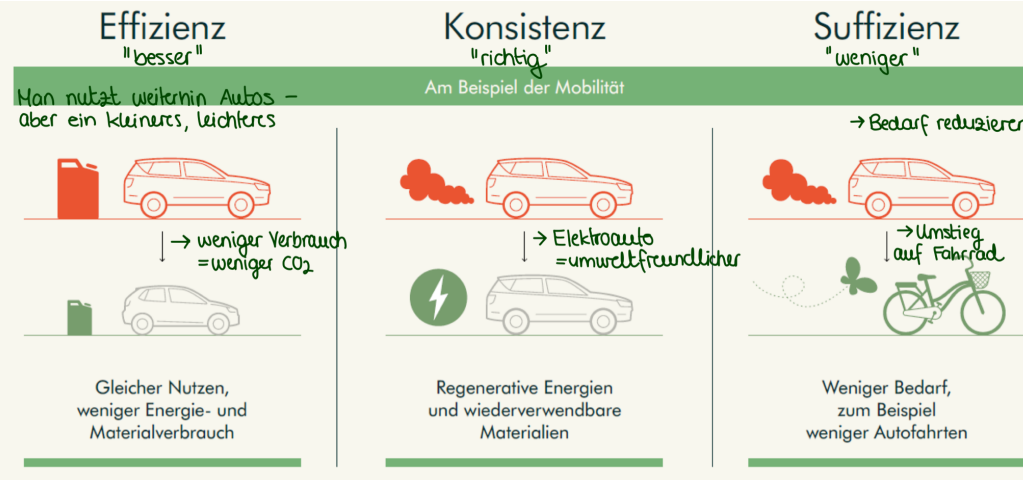 Effizienz
"besser"
Konsistenz
"richtig"
Suffizienz
"weniger"
Am Beispiel der Mobilität
Man nutzt weiterhin Autos –
aber ein kleineres, leichteres
→ weniger Verbrauch
= weniger CO2
Gleicher Nutzen,
weniger Energie- und
Materialverbrauch
→ Elektroauto
= umweltfreundlicher
Regenerative Energien
und wiederverwendbare
Materialien
→ Bedarf reduzieren
→ Umstieg
auf Fahrrad
Weniger Bedarf,
zum Beispiel
weniger Autofahrten